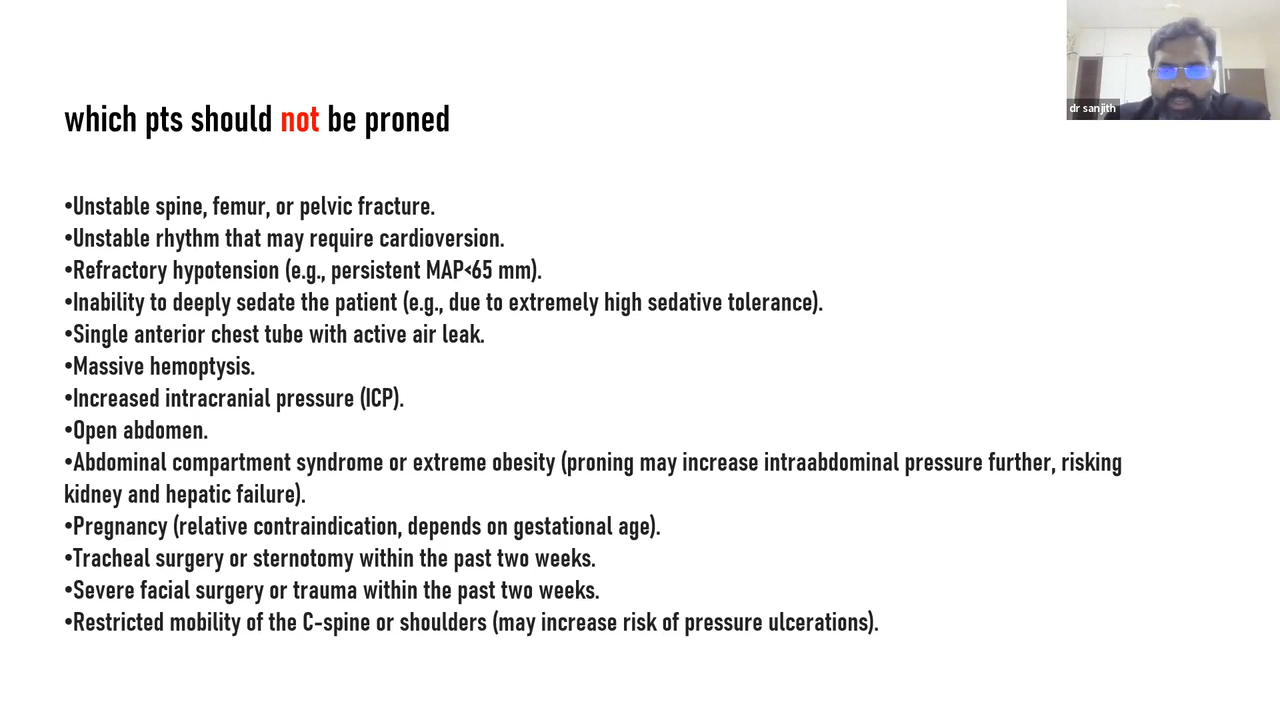 dr sanjith
which pts should not be proned
•Unstable spine, femur, or pelvic fracture.
•Unstable rhythm that may require cardioversion.
•Refractory hypotension (e.g., persistent MAP<65 mm).
•Inability to deeply sedate the patient (e.g., due to extremely high sedative tolerance).
•Single anterior chest tube with active air leak.
•Massive hemoptysis.
•Increased intracranial pressure (ICP).
•Open abdomen.
•Abdominal compartment syndrome or extreme obesity (proning may increase intraabdominal pressure further, risking
kidney and hepatic failure).
•Pregnancy (relative contraindication, depends on gestational age).
•Tracheal surgery or sternotomy within the past two weeks.
•Severe facial surgery or trauma within the past two weeks.
•Restricted mobility of the C-spine or shoulders (may increase risk of pressure ulcerations).